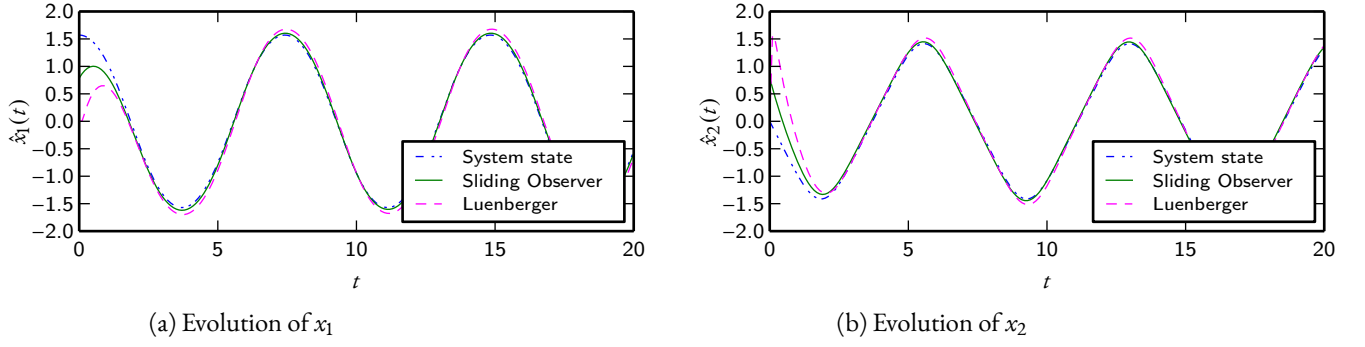 2.0
1.5
1.0
0.5
0.0
−0.5
−1.0
−1.5
−2.0
x̂₁(t)
0
5
10
15
20
t
System state
Sliding Observer
Luenberger
(a) Evolution of x₁
2.0
1.5
1.0
0.5
0.0
−0.5
−1.0
−1.5
−2.0
x̂₂(t)
0
5
10
15
20
t
System state
Sliding Observer
Luenberger
(b) Evolution of x₂